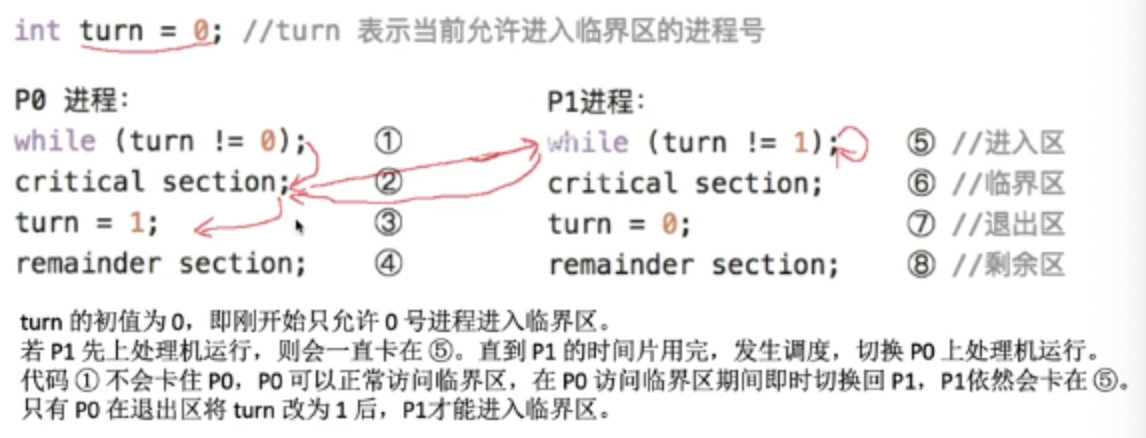 int turn = 0; //turn 表示当前允许进入临界区的进程号
P0 进程: P1进程:
while (turn != 0); ① while (turn != 1); ⑤ //进入区
critical section; ② critical section; ⑥ //临界区
turn = 1; ③ turn = 0; ⑦ //退出区
remainder section; ④ remainder section; ⑧ //剩余区
turn 的初值为 0，即刚开始只允许 0 号进程进入临界区。
若 P1 先上处理机运行，则会一直卡在 ⑤。直到 P1 的时间片用完，发生调度，切换 P0 上处理机运行。
代码 ① 不会卡住 P0，P0 可以正常访问临界区，在 P0 访问临界区期间即时切换回 P1，P1依然会卡在 ⑤。
只有 P0 在退出区将 turn 改为 1 后，P1才能进入临界区。